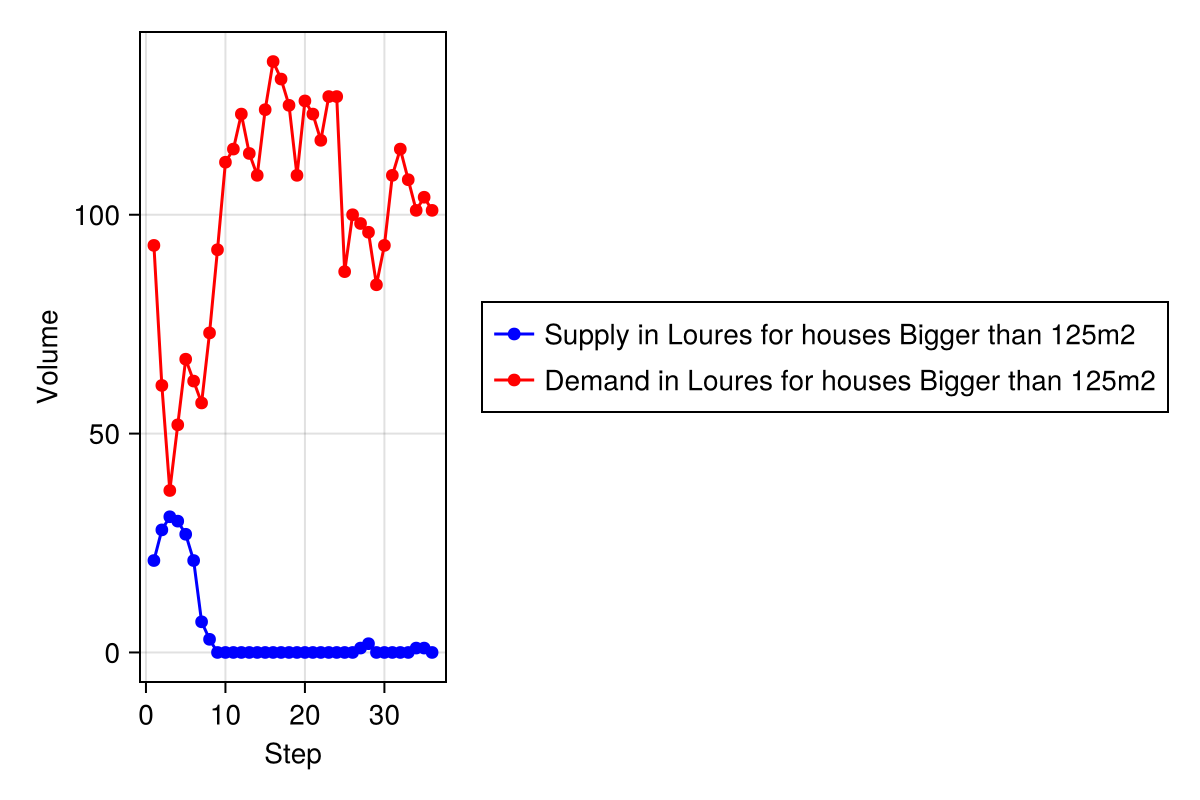 Volume
100
50
0
0 10 20 30
Step
Supply in Loures for houses Bigger than 125m2
Demand in Loures for houses Bigger than 125m2